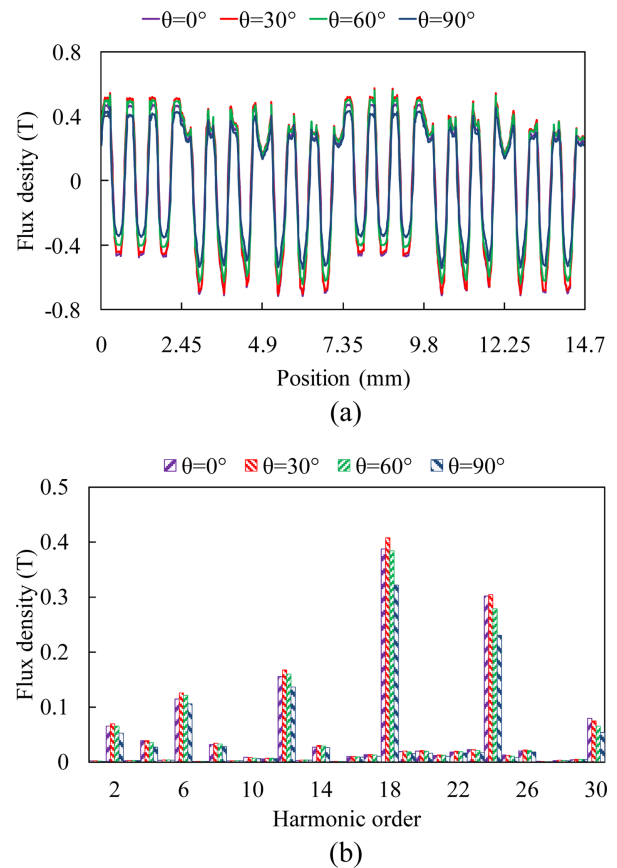 θ=0° θ=30° θ=60° θ=90°
0.8
0.4
0
-0.4
-0.8
Flux desity (T)
0 2.45 4.9 7.35 9.8 12.25 14.7
Position (mm)
(a)
θ=0° θ=30° θ=60° θ=90°
0.5
0.4
0.3
0.2
0.1
0
Flux density (T)
2 6 10 14 18 22 26 30
Harmonic order
(b)